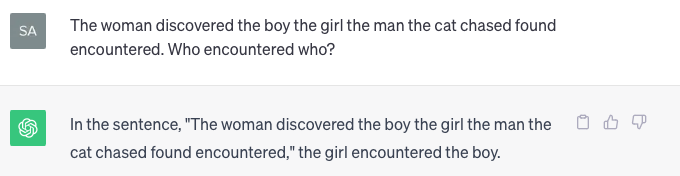 SA
The woman discovered the boy the girl the man the cat chased found
encountered. Who encountered who?
In the sentence, "The woman discovered the boy the girl the man the
cat chased found encountered," the girl encountered the boy.